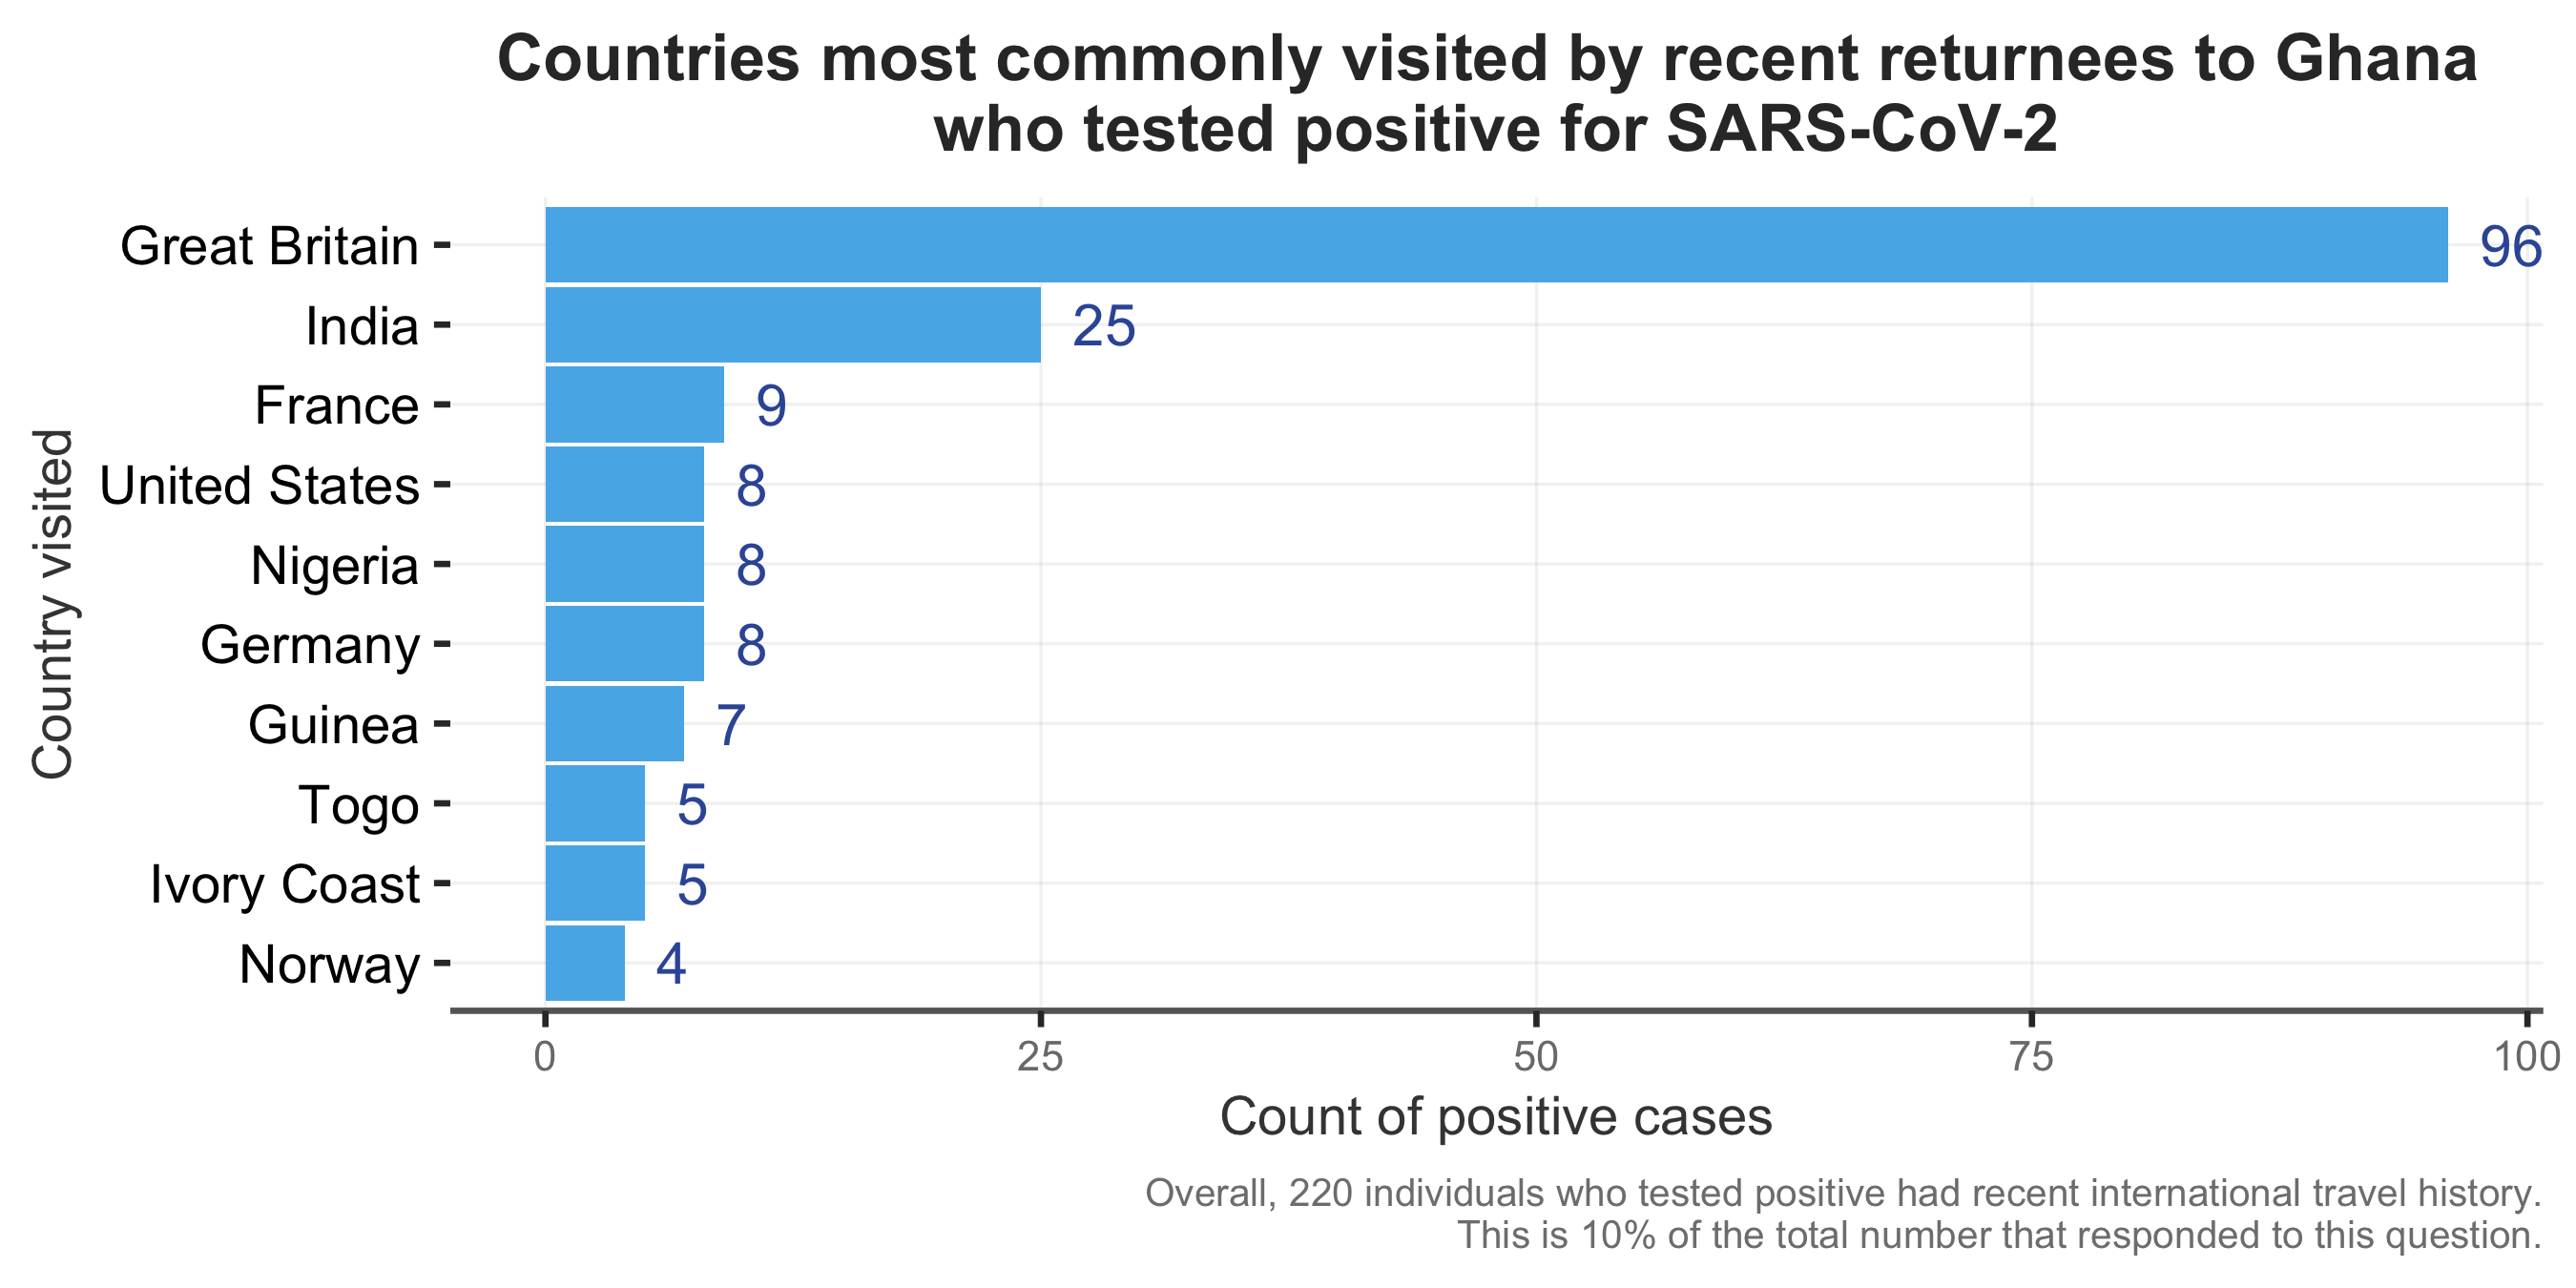 Countries most commonly visited by recent returnees to Ghana
who tested positive for SARS-CoV-2
Country visited
Great Britain 96
India 25
France 9
United States 8
Nigeria 8
Germany 8
Guinea 7
Togo 5
Ivory Coast 5
Norway 4
0 25 50 75 100
Count of positive cases
Overall, 220 individuals who tested positive had recent international travel history.
This is 10% of the total number that responded to this question.